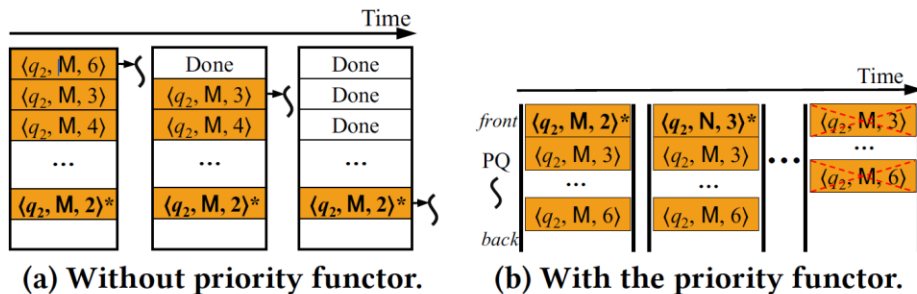 Time
⟨q2, M, 6⟩ Done Done
⟨q2, M, 3⟩ ⟨q2, M, 3⟩ Done
⟨q2, M, 4⟩ ⟨q2, M, 4⟩ Done
... ... ...
⟨q2, M, 2⟩* ⟨q2, M, 2⟩* ⟨q2, M, 2⟩*
(a) Without priority functor.
Time
front ⟨q2, M, 2⟩* ⟨q2, N, 3⟩* ⟨q2, M, 3⟩
PQ ⟨q2, M, 3⟩ ⟨q2, M, 3⟩ ... ...
... ... ⟨q2, M, 6⟩
⟨q2, M, 6⟩ ⟨q2, M, 6⟩
back
(b) With the priority functor.